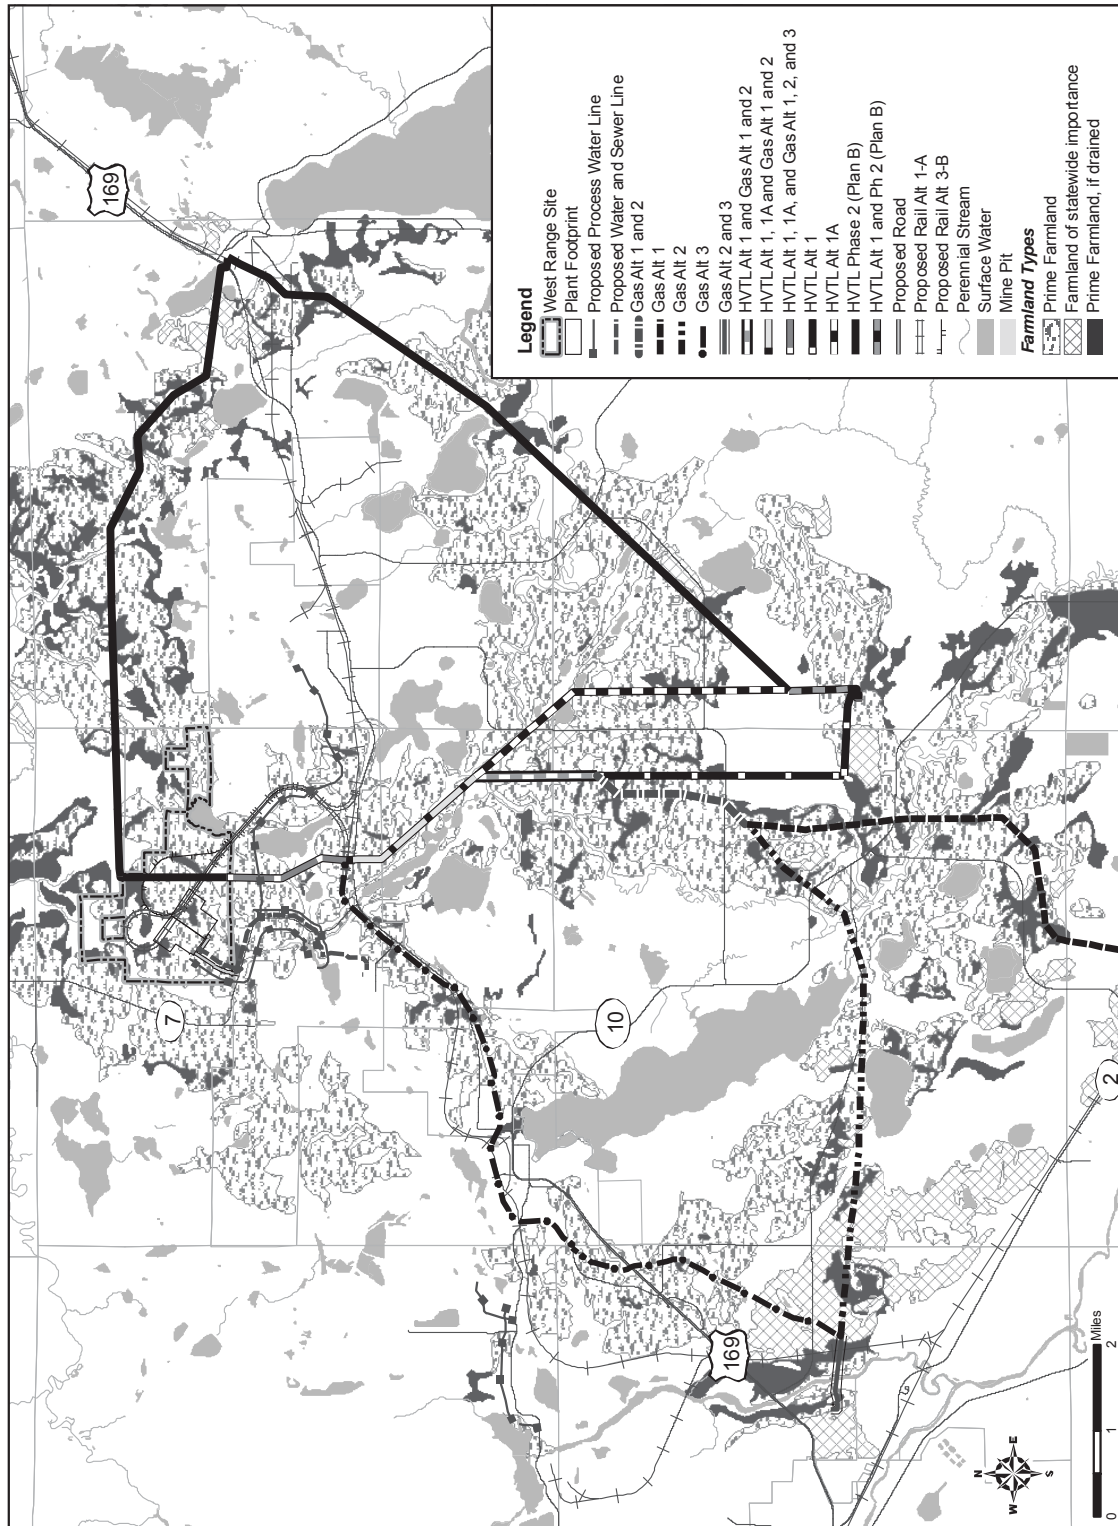 169
7
10
169
2
Legend
West Range Site
Plant Footprint
Proposed Process Water Line
Proposed Water and Sewer Line
Gas Alt 1 and 2
Gas Alt 1
Gas Alt 2
Gas Alt 3
Gas Alt 2 and 3
HVTL Alt 1 and Gas Alt 1 and 2
HVTL Alt 1, 1A and Gas Alt 1 and 2
HVTL Alt 1, 1A, and Gas Alt 1, 2, and 3
HVTL Alt 1
HVTL Alt 1A
HVTL Phase 2 (Plan B)
HVTL Alt 1 and Ph 2 (Plan B)
Proposed Road
Proposed Rail Alt 1-A
Proposed Rail Alt 3-B
Perennial Stream
Surface Water
Mine Pit
Farmland Types
Prime Farmland
Farmland of statewide importance
Prime Farmland, if drained
N
W E
S
0 1 2
Miles